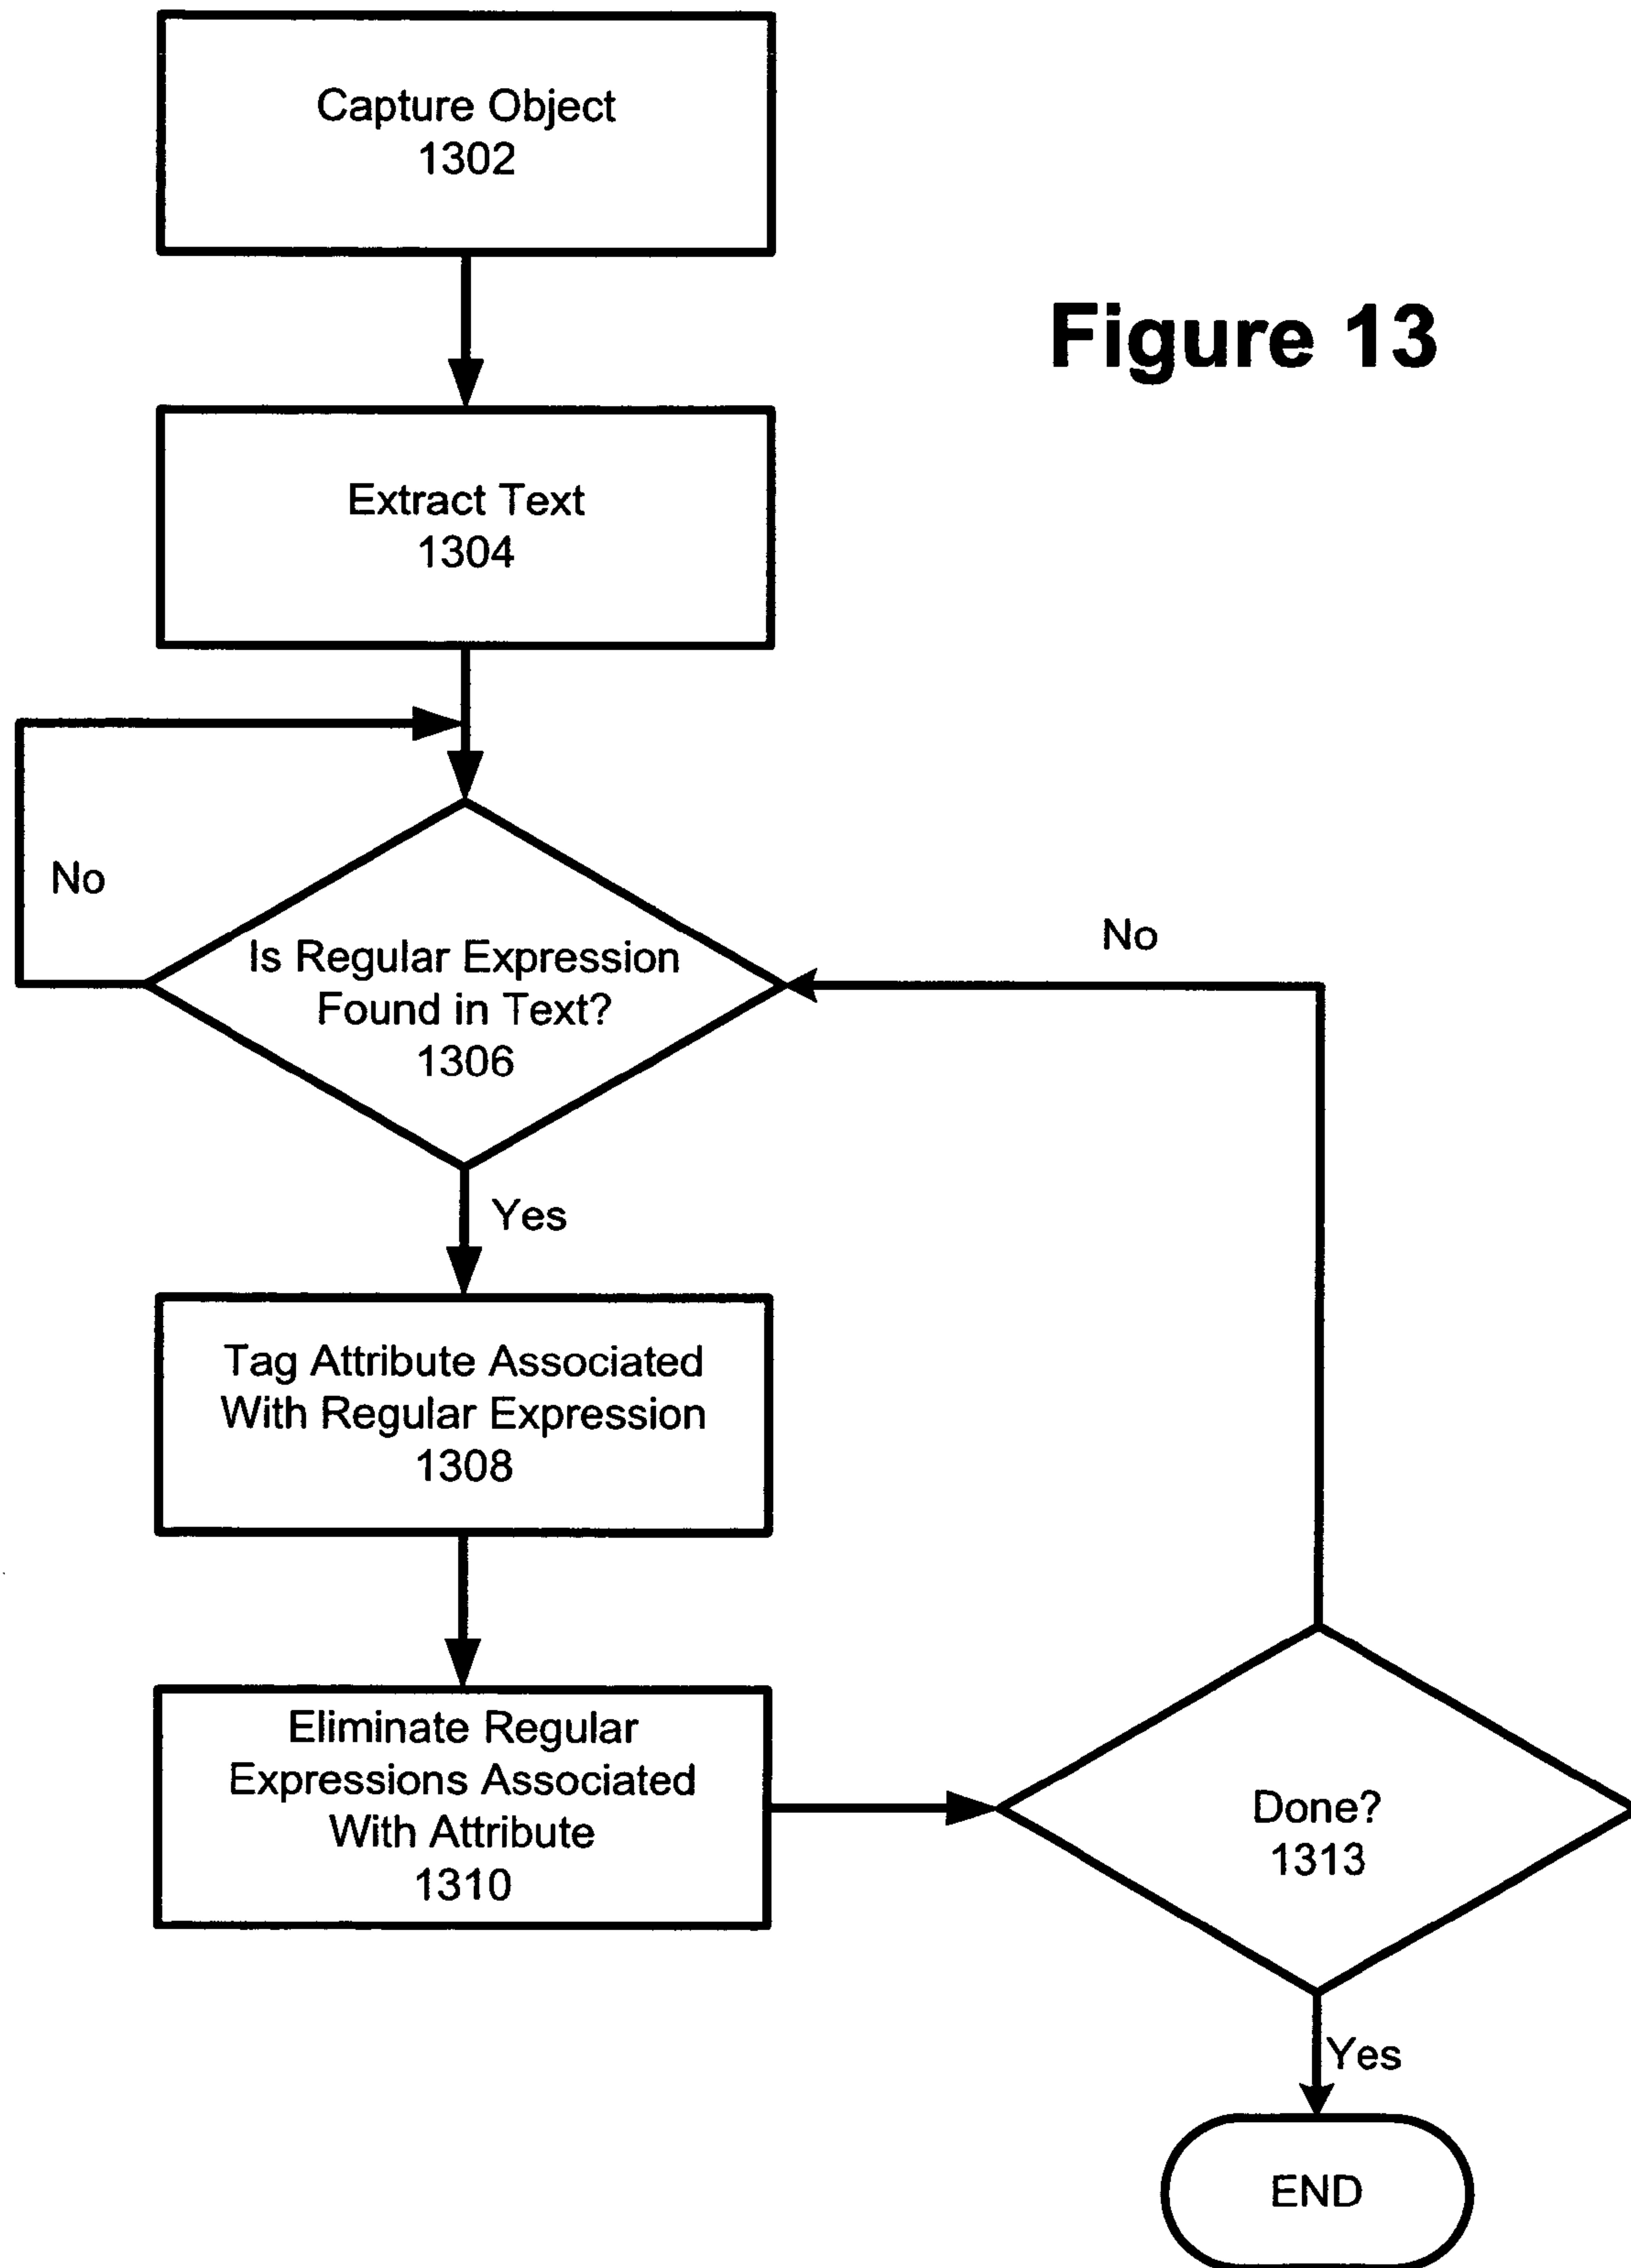 Capture Object
1302
Figure 13
Extract Text
1304
No
Is Regular Expression
Found in Text?
1306
No
Yes
Tag Attribute Associated
With Regular Expression
1308
Eliminate Regular
Expressions Associated
With Attribute
1310
Done?
1313
Yes
END